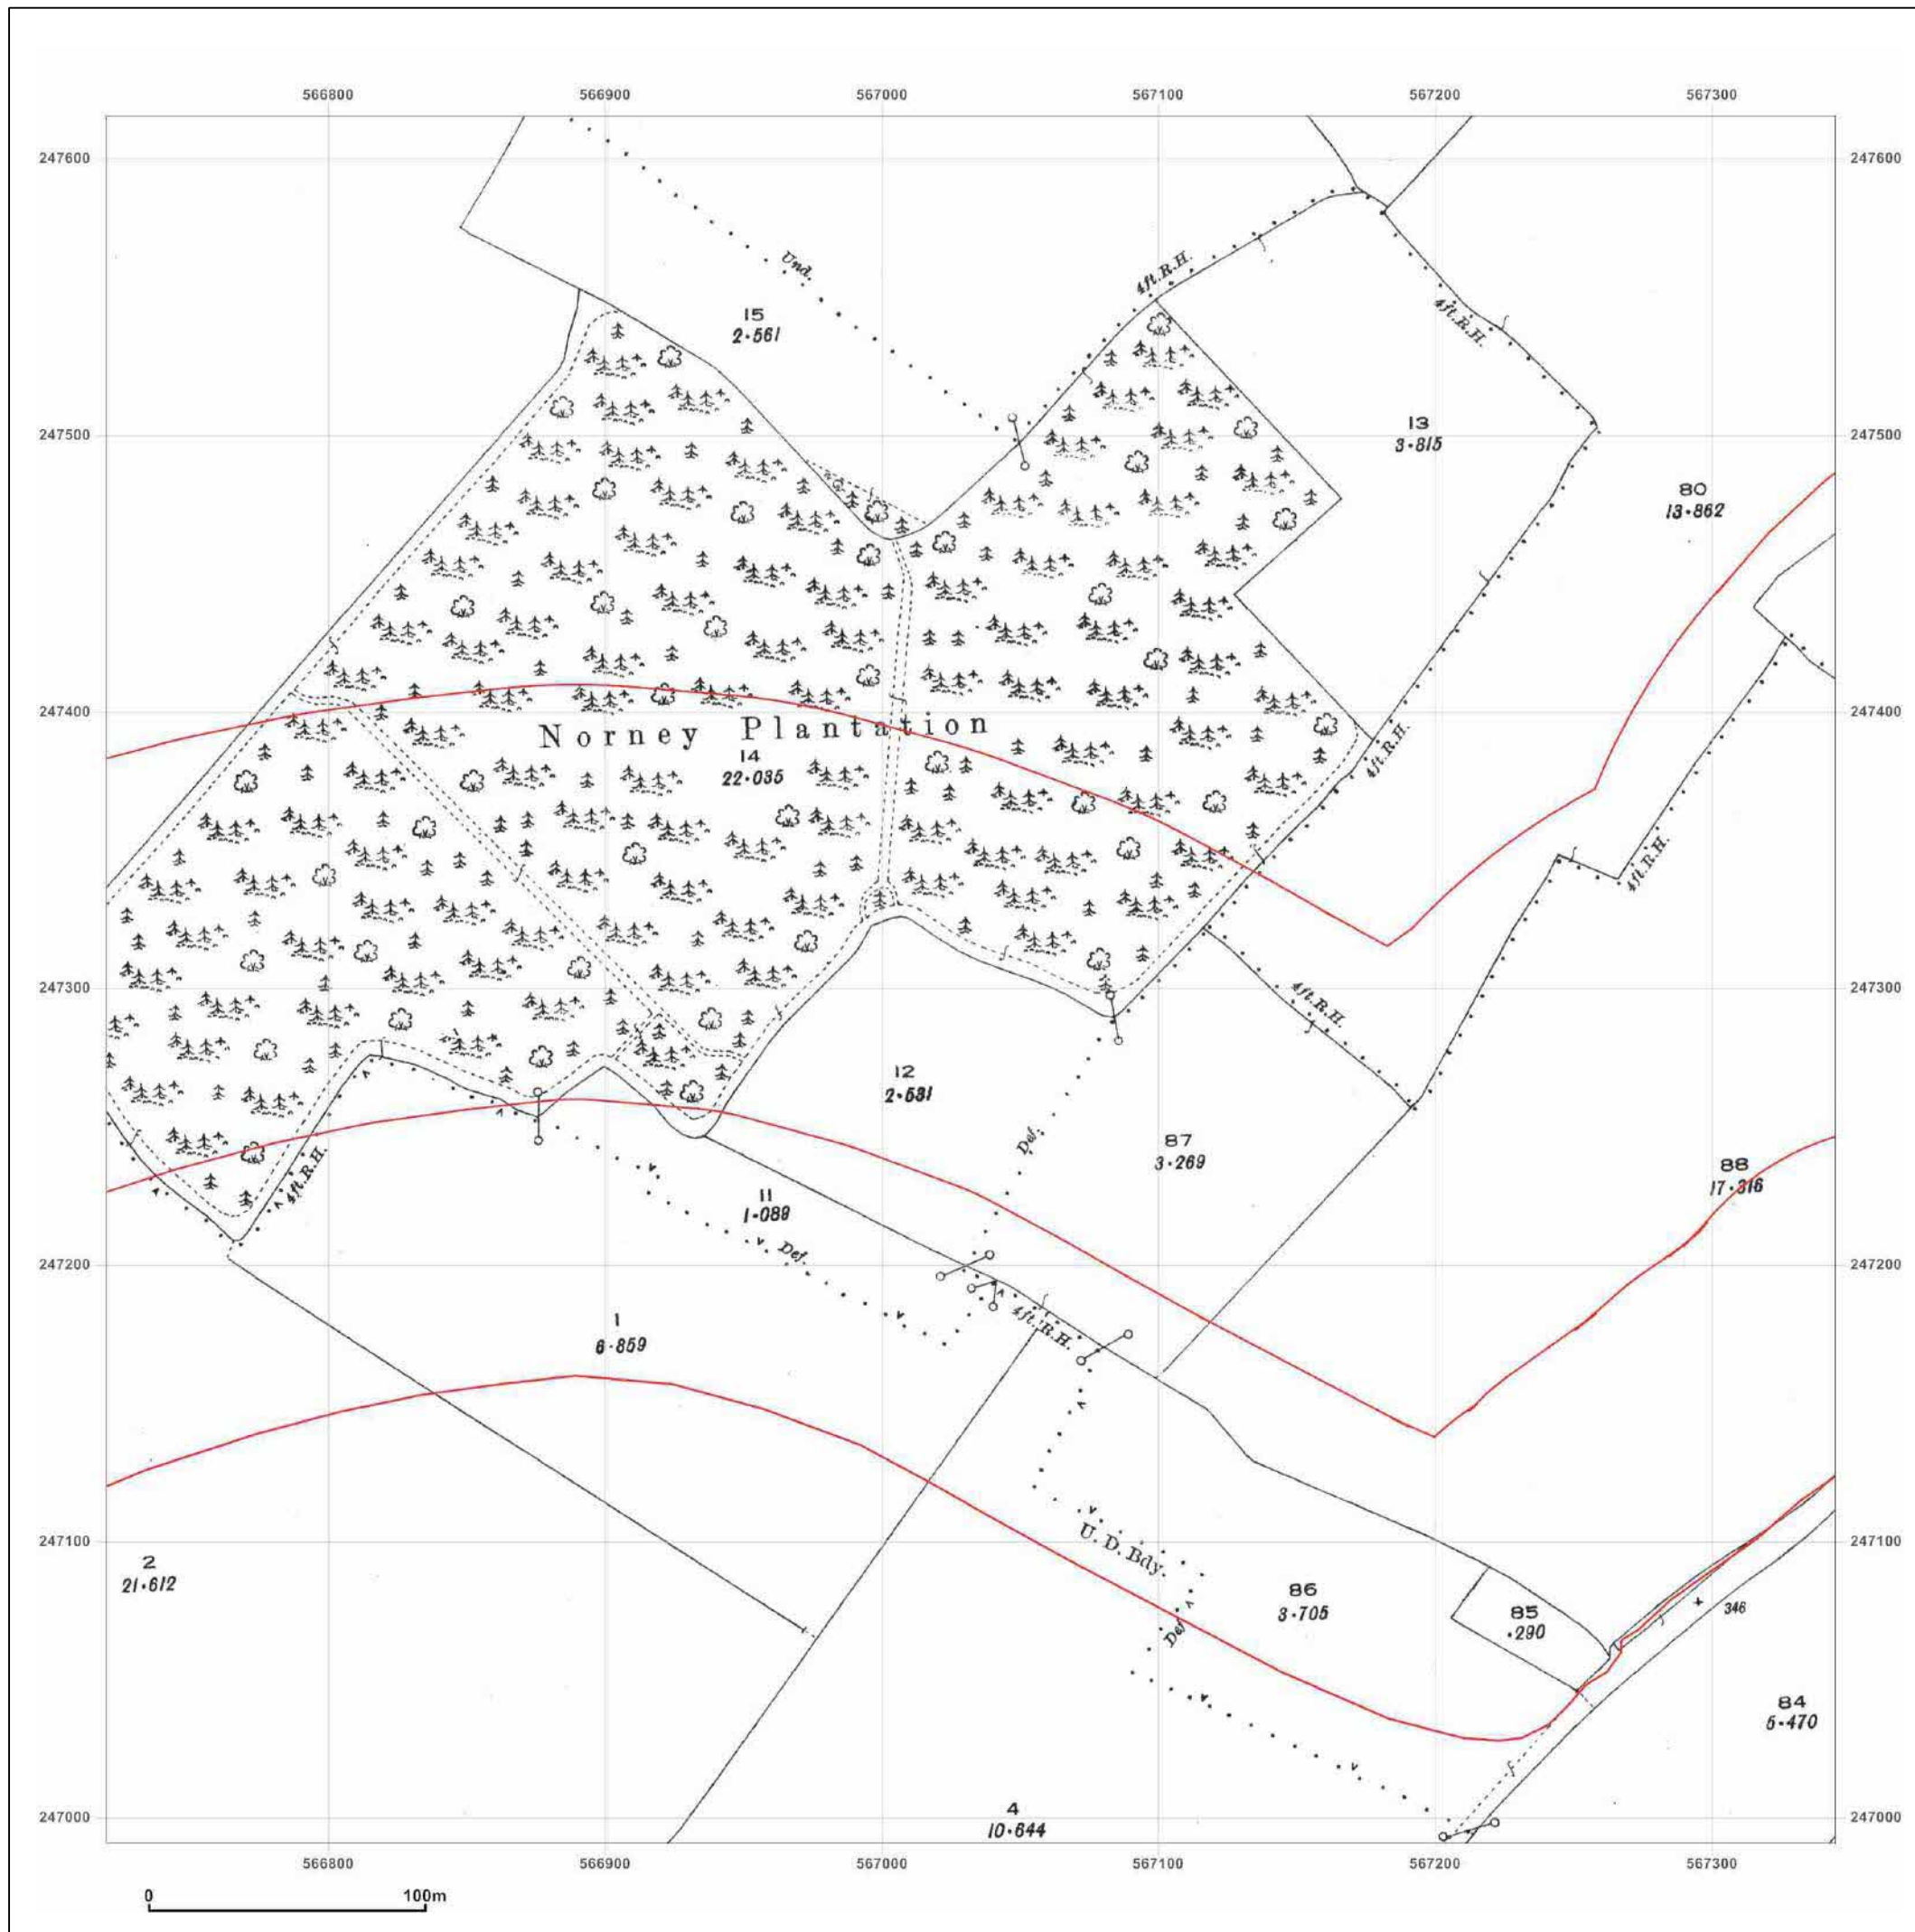 566800 566900 567000 567100 567200 567300
247600 247600
Und.
4ft.R.H.
15
2·561
4ft.R.H.
13
3·815
247500 247500
80
13·862
247400 247400
Norney Plantation
14
22·035
4ft.R.H.
4ft.R.H.
247300 247300
4ft.R.H.
12
2·531
Def.
87
3·269
4ft.R.H.
88
17·316
11
1·088
Def.
247200 247200
1
6·859
4ft.R.H.
247100 247100
U. D. Bdy.
2
21·612
86
3·705
85
·290
346
Def
84
5·470
247000 247000
4
10·644
566800 566900 567000 567100 567200 567300
0 100m